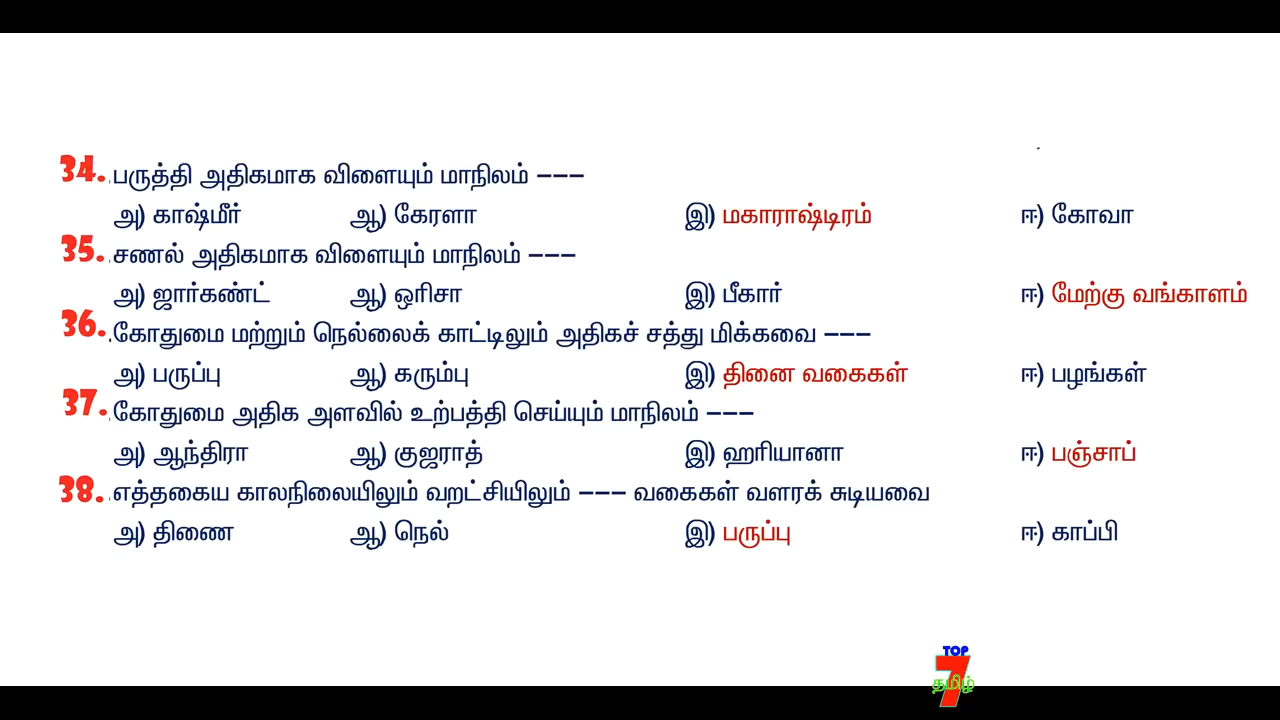 34. பருத்தி அதிகமாக விளையும் மாநிலம் ---
அ) காஷ்மீர் ஆ) கேரளா இ) மகாராஷ்டிரம் ஈ) கோவா
35. சணல் அதிகமாக விளையும் மாநிலம் ---
அ) ஜார்கண்ட் ஆ) ஒரிசா இ) பீகார் ஈ) மேற்கு வங்காளம்
36. கோதுமை மற்றும் நெல்லைக் காட்டிலும் அதிகச் சத்து மிக்கவை ---
அ) பருப்பு ஆ) கரும்பு இ) தினை வகைகள் ஈ) பழங்கள்
37. கோதுமை அதிக அளவில் உற்பத்தி செய்யும் மாநிலம் ---
அ) ஆந்திரா ஆ) குஜராத் இ) ஹரியானா ஈ) பஞ்சாப்
38. எத்தகைய காலநிலையிலும் வறட்சியிலும் --- வகைகள் வளரக் சுடியவை
அ) திணை ஆ) நெல் இ) பருப்பு ஈ) காப்பி
TOP
7
தமிழ்